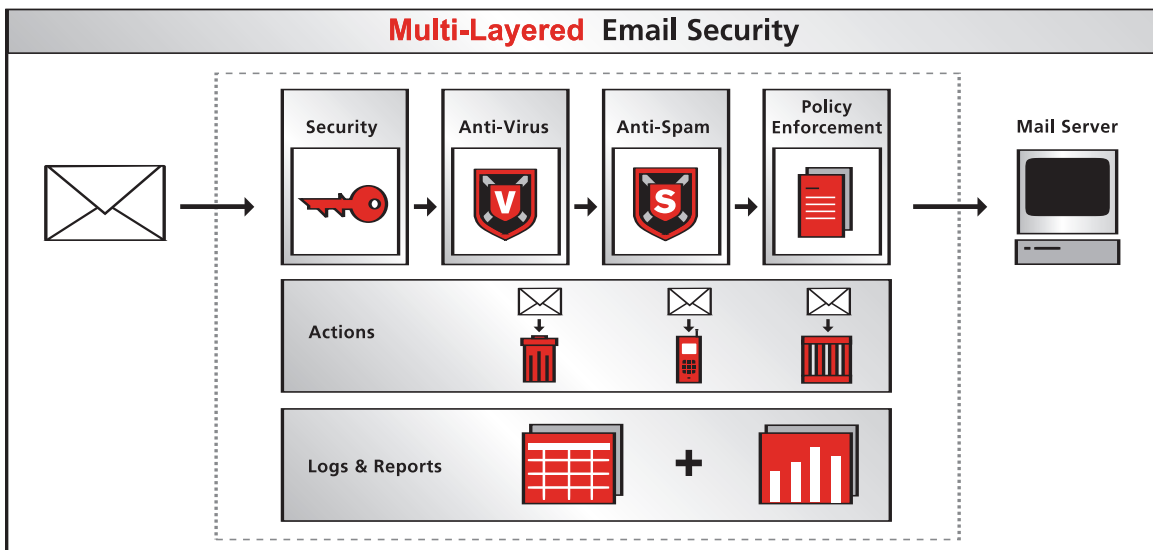 Multi-Layered Email Security
Security
Anti-Virus
Anti-Spam
Policy
Enforcement
Mail Server
V
S
Actions
Logs & Reports
+